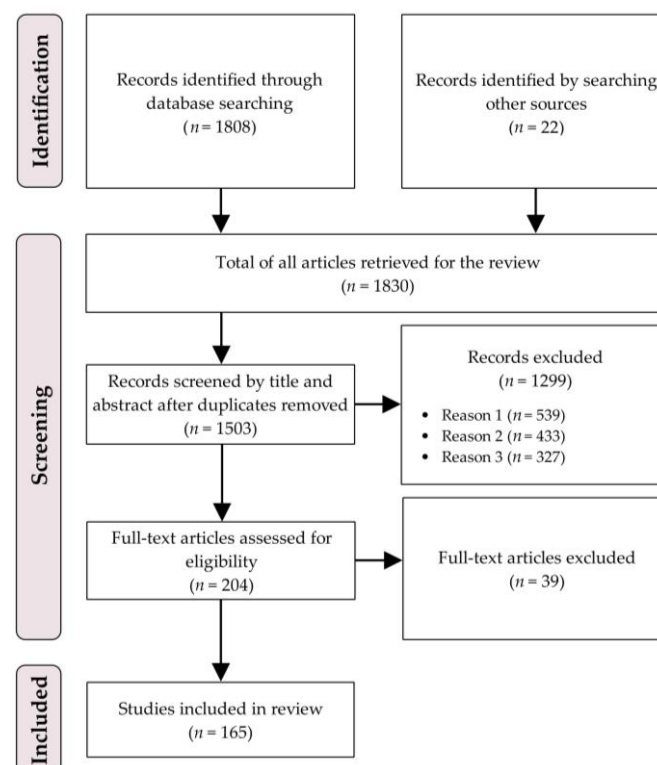 Identification
Records identified through
database searching
(n = 1808)
Records identified by searching
other sources
(n = 22)
Screening
Total of all articles retrieved for the review
(n = 1830)
Records screened by title and
abstract after duplicates removed
(n = 1503)
Records excluded
(n = 1299)
• Reason 1 (n = 539)
• Reason 2 (n = 433)
• Reason 3 (n = 327)
Full-text articles assessed for
eligibility
(n = 204)
Full-text articles excluded
(n = 39)
Included
Studies included in review
(n = 165)